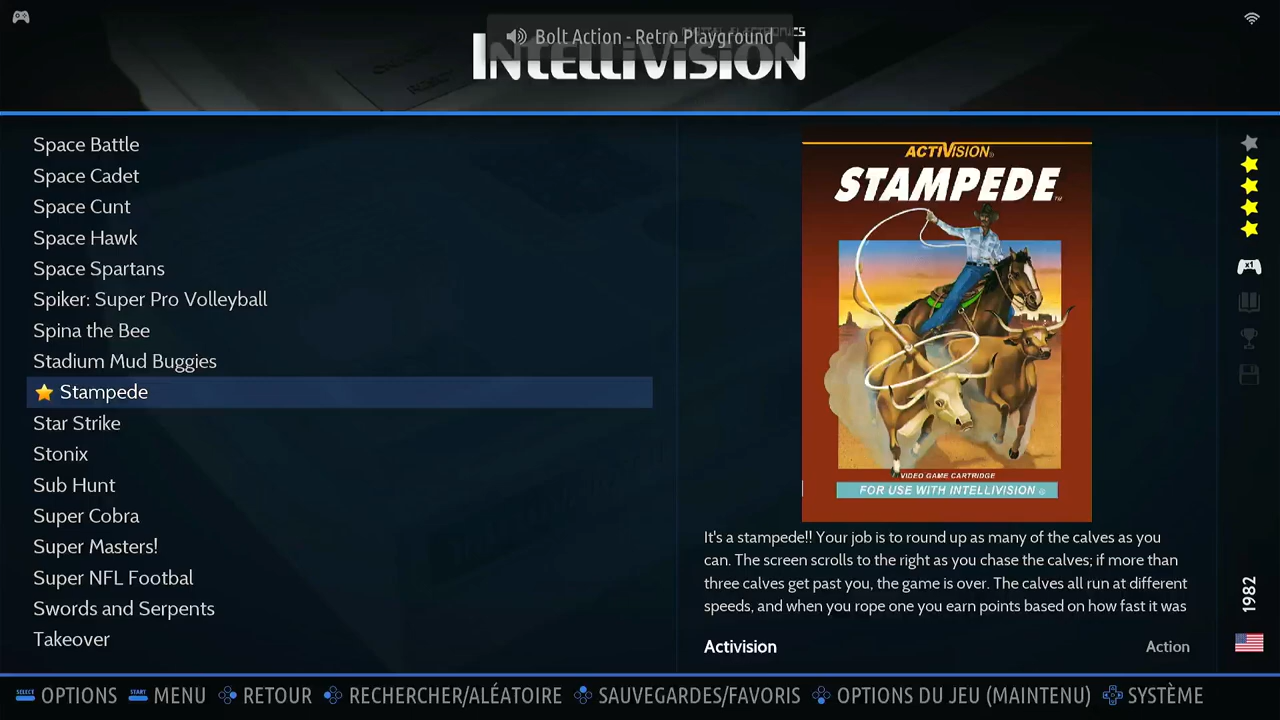 Bolt Action - Retro Playground
INTELLIVISION
Space Battle
Space Cadet
Space Cunt
Space Hawk
Space Spartans
Spiker: Super Pro Volleyball
Spina the Bee
Stadium Mud Buggies
Stampede
Star Strike
Stonix
Sub Hunt
Super Cobra
Super Masters!
Super NFL Footbal
Swords and Serpents
Takeover
ACTIVISION®
STAMPEDE™
VIDEO GAME CARTRIDGE
FOR USE WITH INTELLIVISION
x1
It's a stampede!! Your job is to round up as many of the calves as you
can. The screen scrolls to the right as you chase the calves; if more than
three calves get past you, the game is over. The calves all run at different
speeds, and when you rope one you earn points based on how fast it was
Activision
Action
1982
SELECT OPTIONS START MENU RETOUR RECHERCHER/ALÉATOIRE SAUVEGARDES/FAVORIS OPTIONS DU JEU (MAINTENU) SYSTÈME